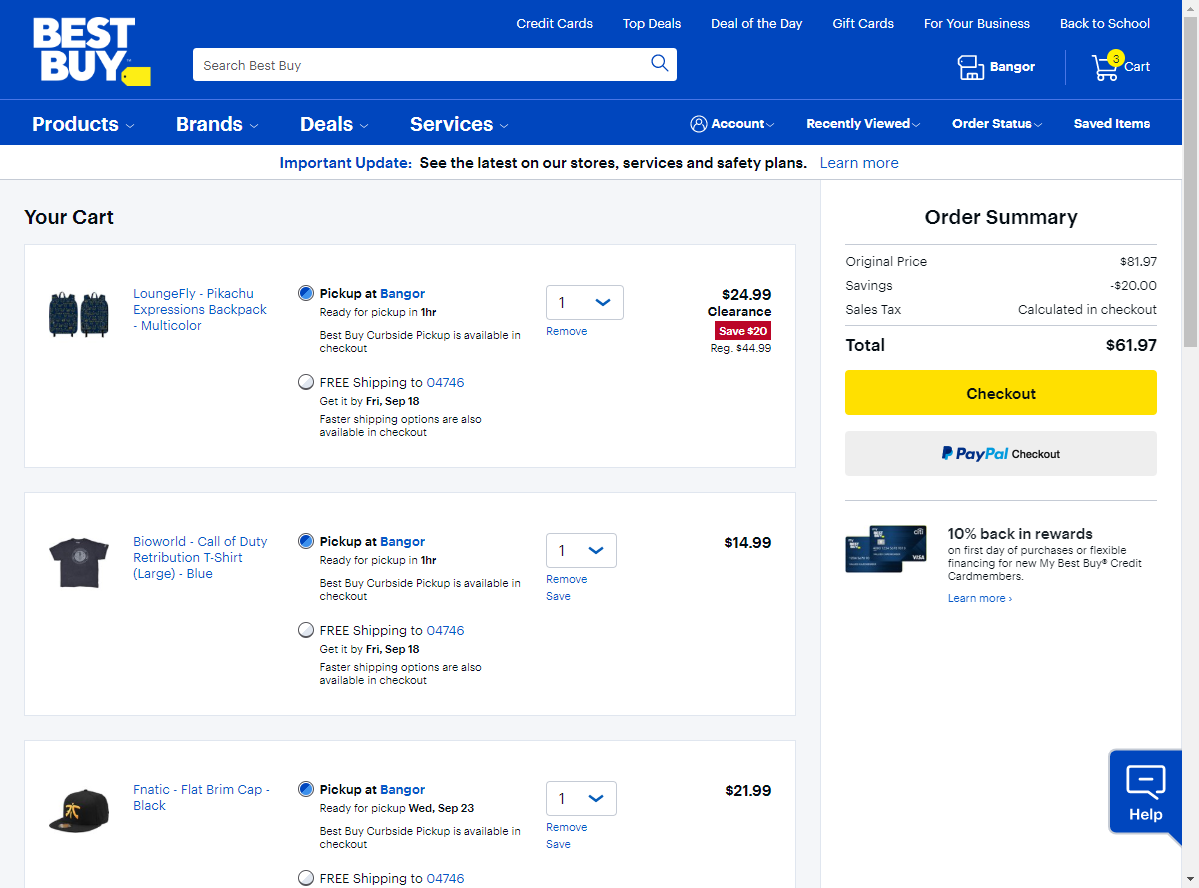 Credit Cards Top Deals Deal of the Day Gift Cards For Your Business Back to School
BEST
BUY
Search Best Buy
Bangor
3
Cart
Products Brands Deals Services
Account Recently Viewed Order Status Saved Items
Important Update: See the latest on our stores, services and safety plans. Learn more
Your Cart
LoungeFly - Pikachu
Expressions Backpack
- Multicolor
Pickup at Bangor
Ready for pickup in 1hr
Best Buy Curbside Pickup is available in
checkout
FREE Shipping to 04746
Get it by Fri, Sep 18
Faster shipping options are also
available in checkout
1
Remove
$24.99
Clearance
Save $20
Reg. $44.99
Bioworld - Call of Duty
Retribution T-Shirt
(Large) - Blue
Pickup at Bangor
Ready for pickup in 1hr
Best Buy Curbside Pickup is available in
checkout
FREE Shipping to 04746
Get it by Fri, Sep 18
Faster shipping options are also
available in checkout
1
Remove
Save
$14.99
Fnatic - Flat Brim Cap -
Black
Pickup at Bangor
Ready for pickup Wed, Sep 23
Best Buy Curbside Pickup is available in
checkout
FREE Shipping to 04746
1
Remove
Save
$21.99
Order Summary
Original Price $81.97
Savings -$20.00
Sales Tax Calculated in checkout
Total $61.97
Checkout
PayPal Checkout
citi
VISA
10% back in rewards
on first day of purchases or flexible
financing for new My Best Buy® Credit
Cardmembers.
Learn more ›
Help